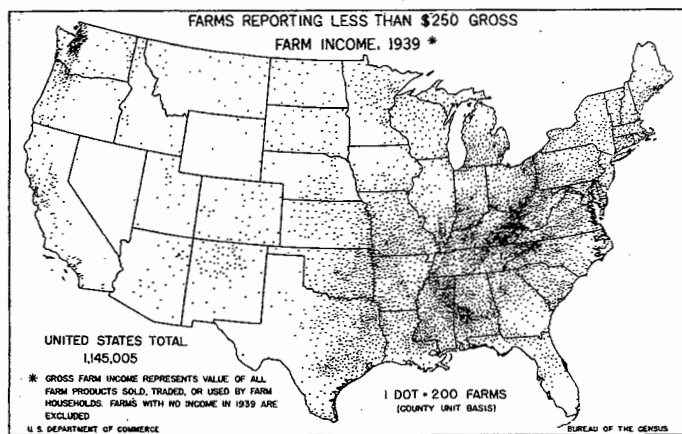 FARMS REPORTING LESS THAN $250 GROSS
FARM INCOME, 1939 *
UNITED STATES TOTAL
1,145,005
* GROSS FARM INCOME REPRESENTS VALUE OF ALL
FARM PRODUCTS SOLD, TRADED, OR USED BY FARM
HOUSEHOLDS. FARMS WITH NO INCOME IN 1939 ARE
EXCLUDED
1 DOT = 200 FARMS
(COUNTY UNIT BASIS)
U. S. DEPARTMENT OF COMMERCE
BUREAU OF THE CENSUS